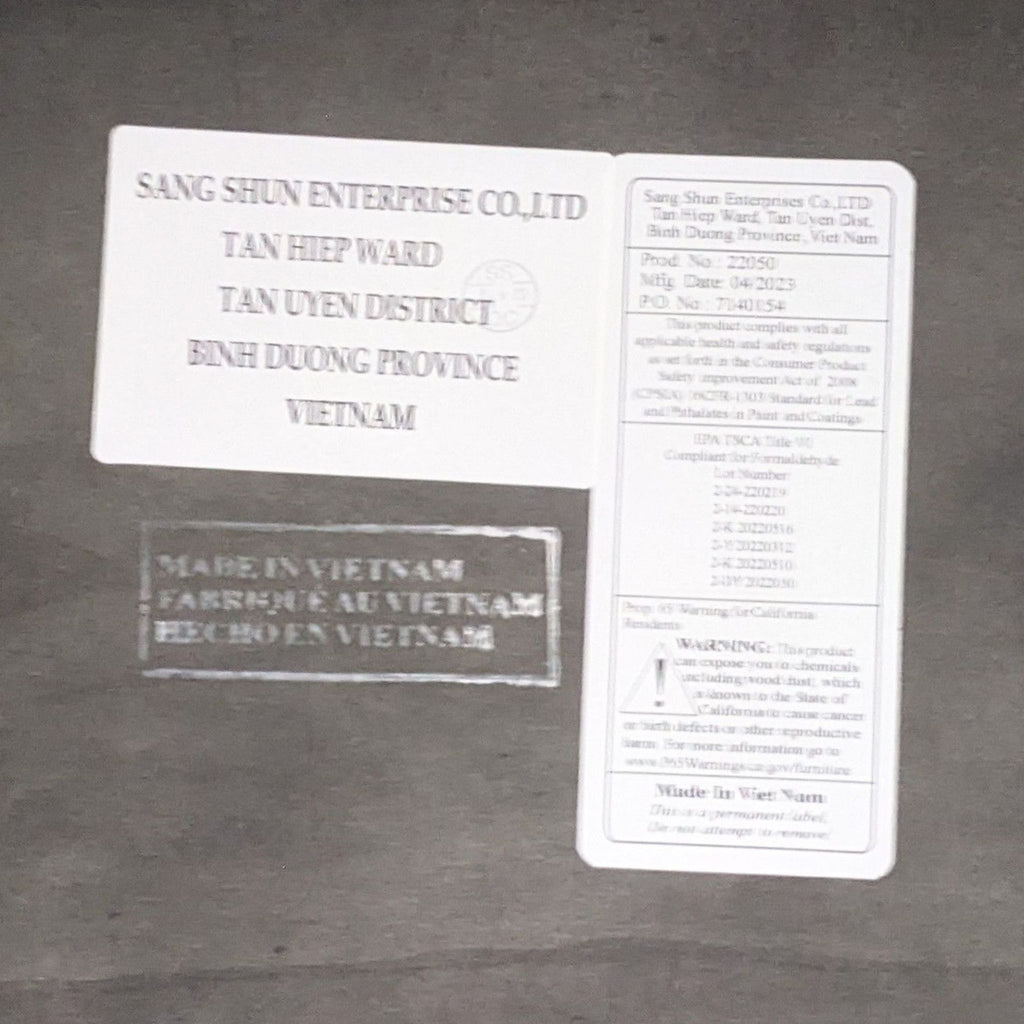 SANG SHUN ENTERPRISE CO.,LTD
TAN HIEP WARD
TAN UYEN DISTRICT
BINH DUONG PROVINCE
VIETNAM
MADE IN VIETNAM
FABRIQUÉ AU VIETNAM
HECHO EN VIETNAM
Sang Shun Enterprises Co.,LTD
Tan Hiep Ward, Tan Uyen Dist,
Binh Duong Province, Viet Nam
Prod. No.: 22050
Mfg. Date: 04/2023
P.O. No.:
This product complies with all
applicable health and safety regulations
as set forth in the Consumer Product
Safety Improvement Act of 2008
(CPSIA) 16CFR-1303 Standard for Lead
and Phthalates in Paint and Coatings
EPA TSCA Title VI
Compliant for Formaldehyde
Lot Number:
Prop. 65 Warning for California
Residents
WARNING: This product
can expose you to chemicals
including wood dust, which
is known to the State of
California to cause cancer
or birth defects or other reproductive
harm. For more information go to
www.P65Warnings.ca.gov/furniture
Made In Viet Nam
This is a permanent label,
Do not attempt to remove!